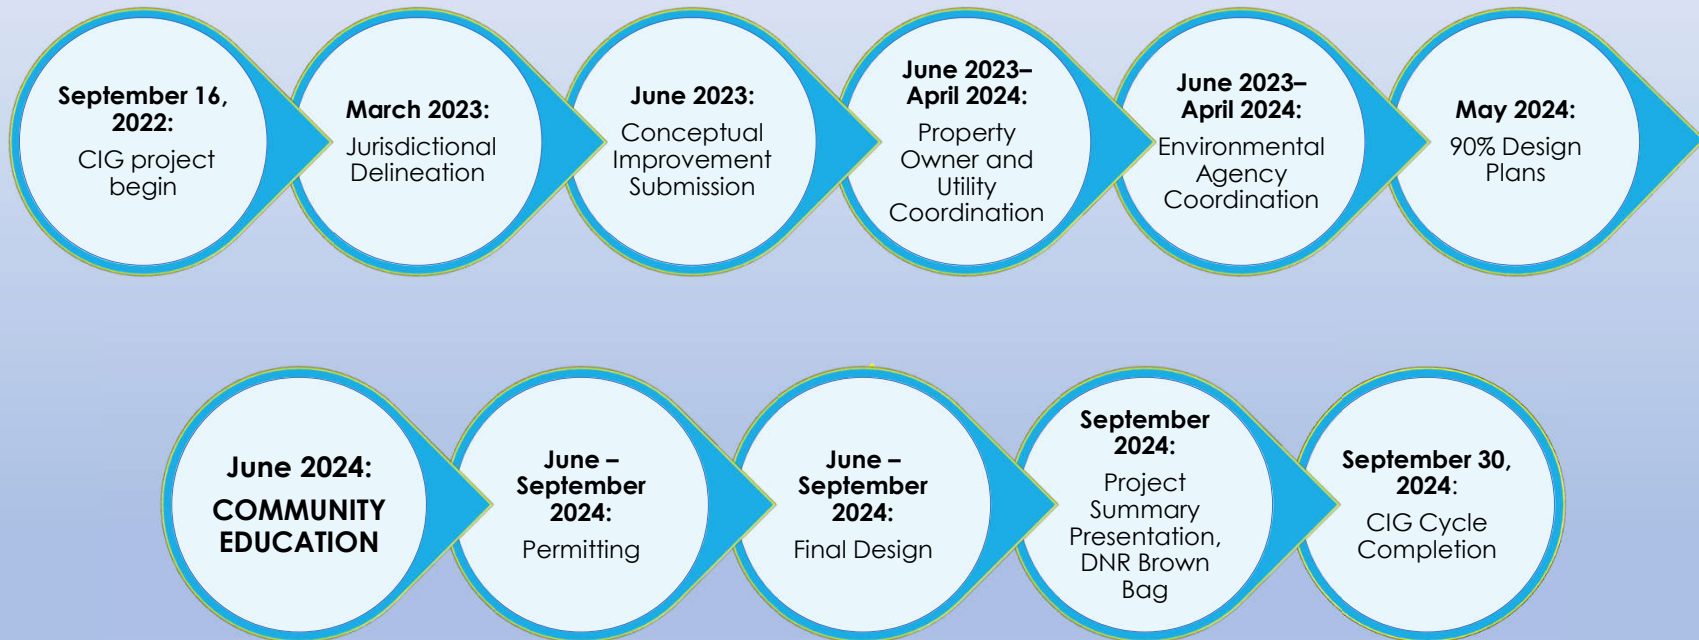 September 16,
2022:
CIG project
begin
March 2023:
Jurisdictional
Delineation
June 2023:
Conceptual
Improvement
Submission
June 2023–
April 2024:
Property
Owner and
Utility
Coordination
June 2023–
April 2024:
Environmental
Agency
Coordination
May 2024:
90% Design
Plans
June 2024:
COMMUNITY
EDUCATION
June –
September
2024:
Permitting
June –
September
2024:
Final Design
September
2024:
Project
Summary
Presentation,
DNR Brown
Bag
September 30,
2024:
CIG Cycle
Completion